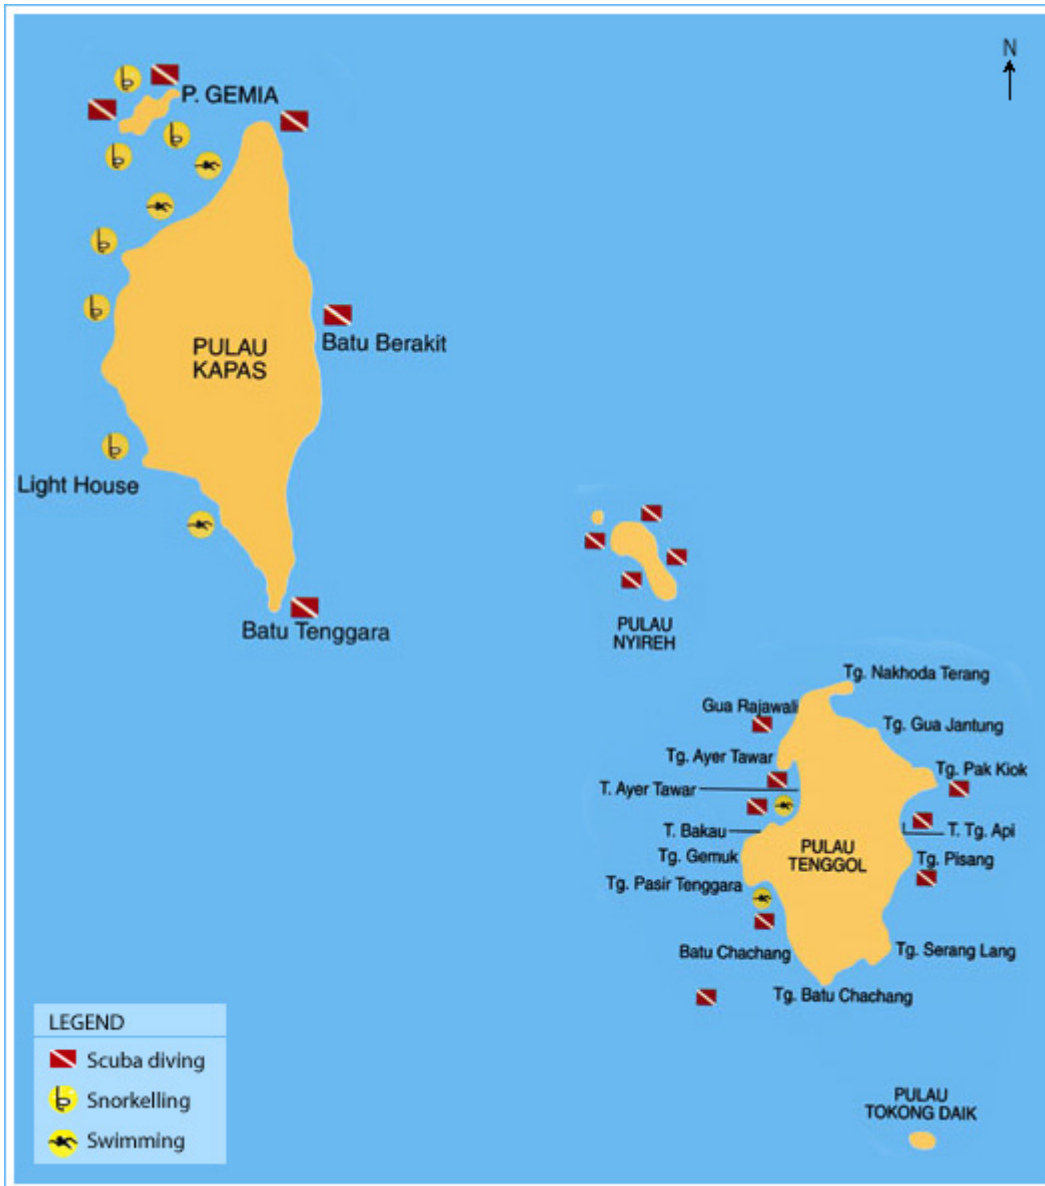 N
P. GEMIA
PULAU
KAPAS
Batu Berakit
Light House
Batu Tenggara
PULAU
NYIREH
Tg. Nakhoda Terang
Gua Rajawali
Tg. Gua Jantung
Tg. Ayer Tawar
Tg. Pak Kiok
T. Ayer Tawar
T. Bakau
T. Tg. Api
PULAU
TENGGOL
Tg. Gemuk
Tg. Pisang
Tg. Pasir Tenggara
Batu Chachang
Tg. Serang Lang
Tg. Batu Chachang
LEGEND
Scuba diving
Snorkelling
Swimming
PULAU
TOKONG DAIK